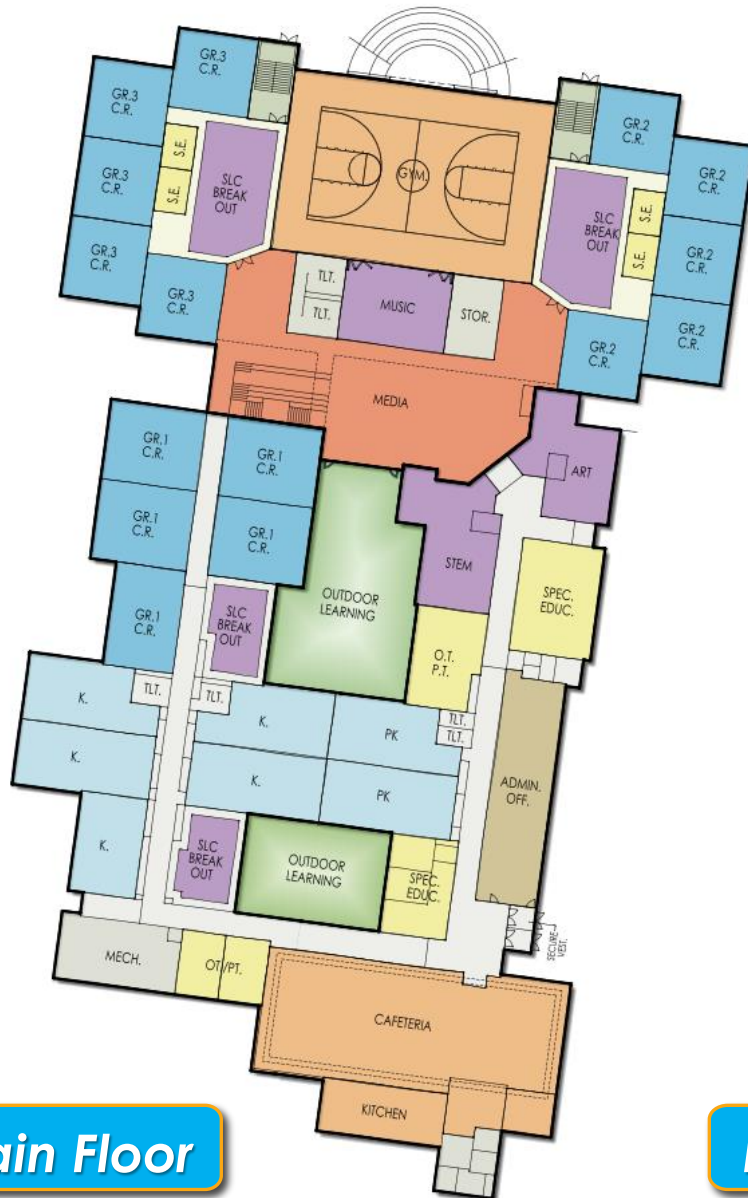 GR.3
C.R.
GR.3
C.R.
GR.3
C.R.
GR.3
C.R.
GR.3
C.R.
S.E.
S.E.
SLC
BREAK
OUT
GYM.
GR.2
C.R.
GR.2
C.R.
GR.2
C.R.
GR.2
C.R.
GR.2
C.R.
S.E.
S.E.
SLC
BREAK
OUT
TLT.
TLT.
MUSIC
STOR.
MEDIA
ART
GR.1
C.R.
GR.1
C.R.
GR.1
C.R.
GR.1
C.R.
GR.1
C.R.
STEM
SPEC.
EDUC.
OUTDOOR
LEARNING
SLC
BREAK
OUT
O.T.
P.T.
TLT.
TLT.
TLT.
TLT.
K.
K.
PK
K.
K.
PK
ADMIN.
OFF.
K.
SLC
BREAK
OUT
OUTDOOR
LEARNING
SPEC.
EDUC.
SECURE
VEST.
MECH.
OT/PT.
CAFETERIA
KITCHEN
ain Floor